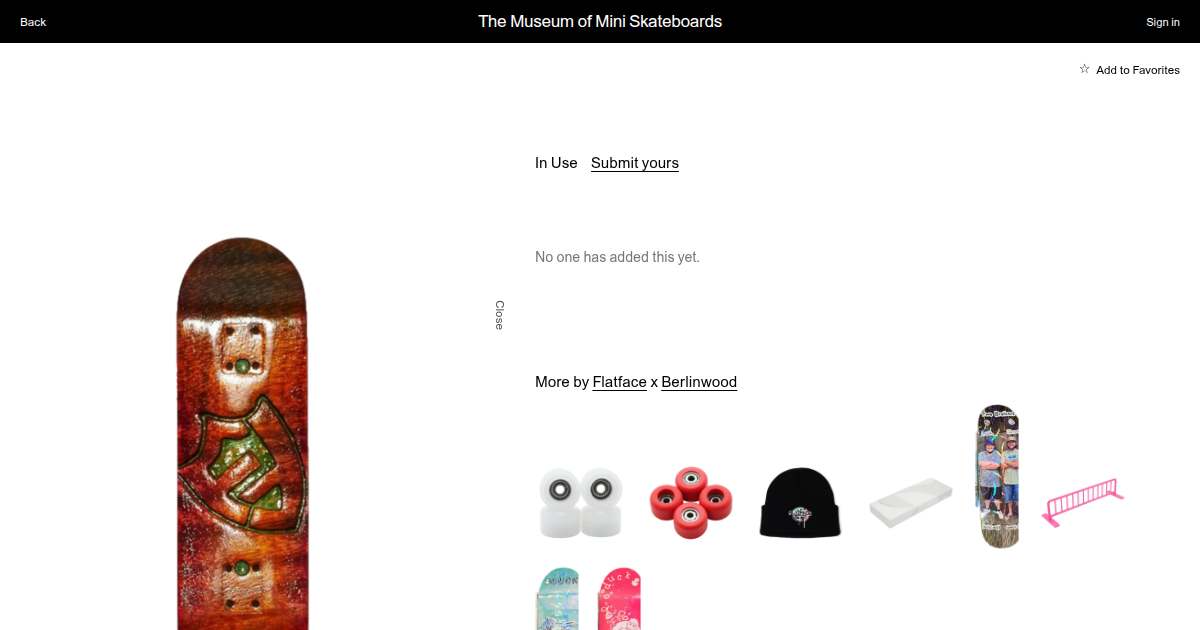 Back
The Museum of Mini Skateboards
Sign in
☆ Add to Favorites
In Use Submit yours
No one has added this yet.
Close
More by Flatface x Berlinwood